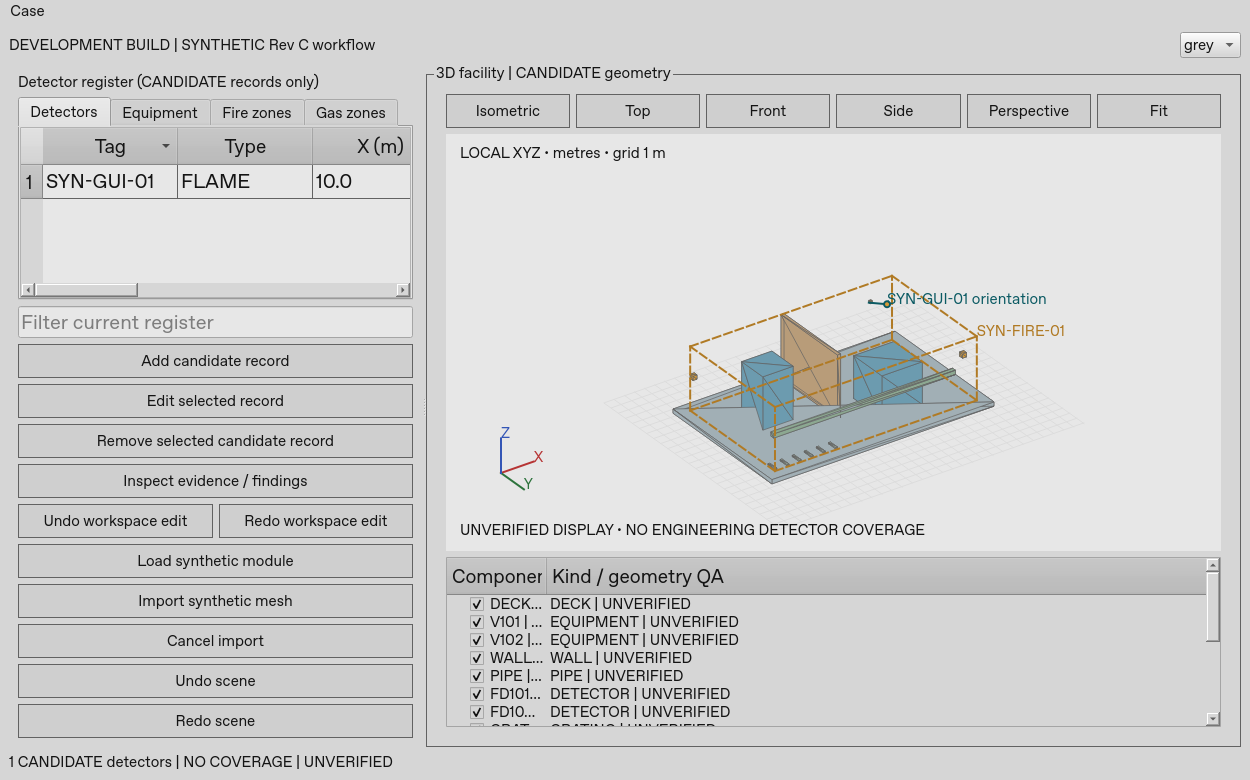 Case
DEVELOPMENT BUILD | SYNTHETIC Rev C workflow
grey
Detector register (CANDIDATE records only)
Detectors
Equipment
Fire zones
Gas zones
Tag
Type
X (m)
1
SYN-GUI-01
FLAME
10.0
Filter current register
Add candidate record
Edit selected record
Remove selected candidate record
Inspect evidence / findings
Undo workspace edit
Redo workspace edit
Load synthetic module
Import synthetic mesh
Cancel import
Undo scene
Redo scene
3D facility | CANDIDATE geometry
Isometric
Top
Front
Side
Perspective
Fit
LOCAL XYZ • metres • grid 1 m
SYN-GUI-01 orientation
SYN-FIRE-01
Z
X
Y
UNVERIFIED DISPLAY • NO ENGINEERING DETECTOR COVERAGE
Componer
Kind / geometry QA
DECK... DECK | UNVERIFIED
V101 | ... EQUIPMENT | UNVERIFIED
V102 |... EQUIPMENT | UNVERIFIED
WALL... WALL | UNVERIFIED
PIPE |... PIPE | UNVERIFIED
FD101... DETECTOR | UNVERIFIED
FD10... DETECTOR | UNVERIFIED
1 CANDIDATE detectors | NO COVERAGE | UNVERIFIED